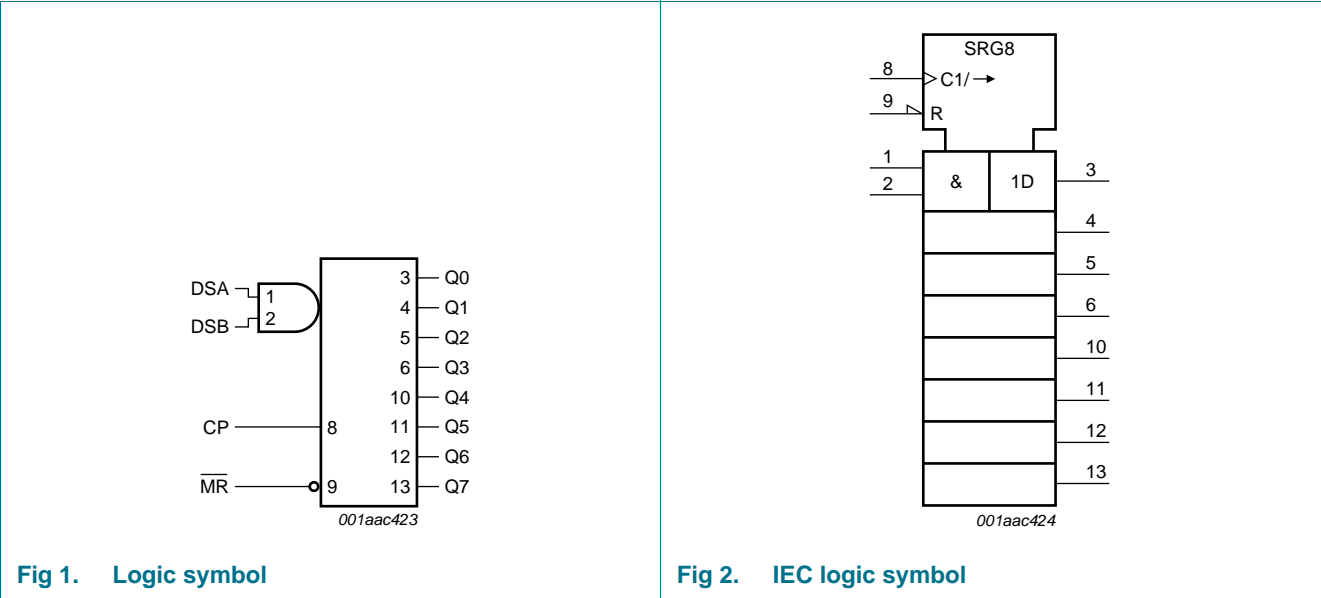 DSA
DSB
1
2
CP
8
MR
9
3 Q0
4 Q1
5 Q2
6 Q3
10 Q4
11 Q5
12 Q6
13 Q7
001aac423
Fig 1. Logic symbol
SRG8
8
C1/→
9
R
1
2
&
1D
3
4
5
6
10
11
12
13
001aac424
Fig 2. IEC logic symbol